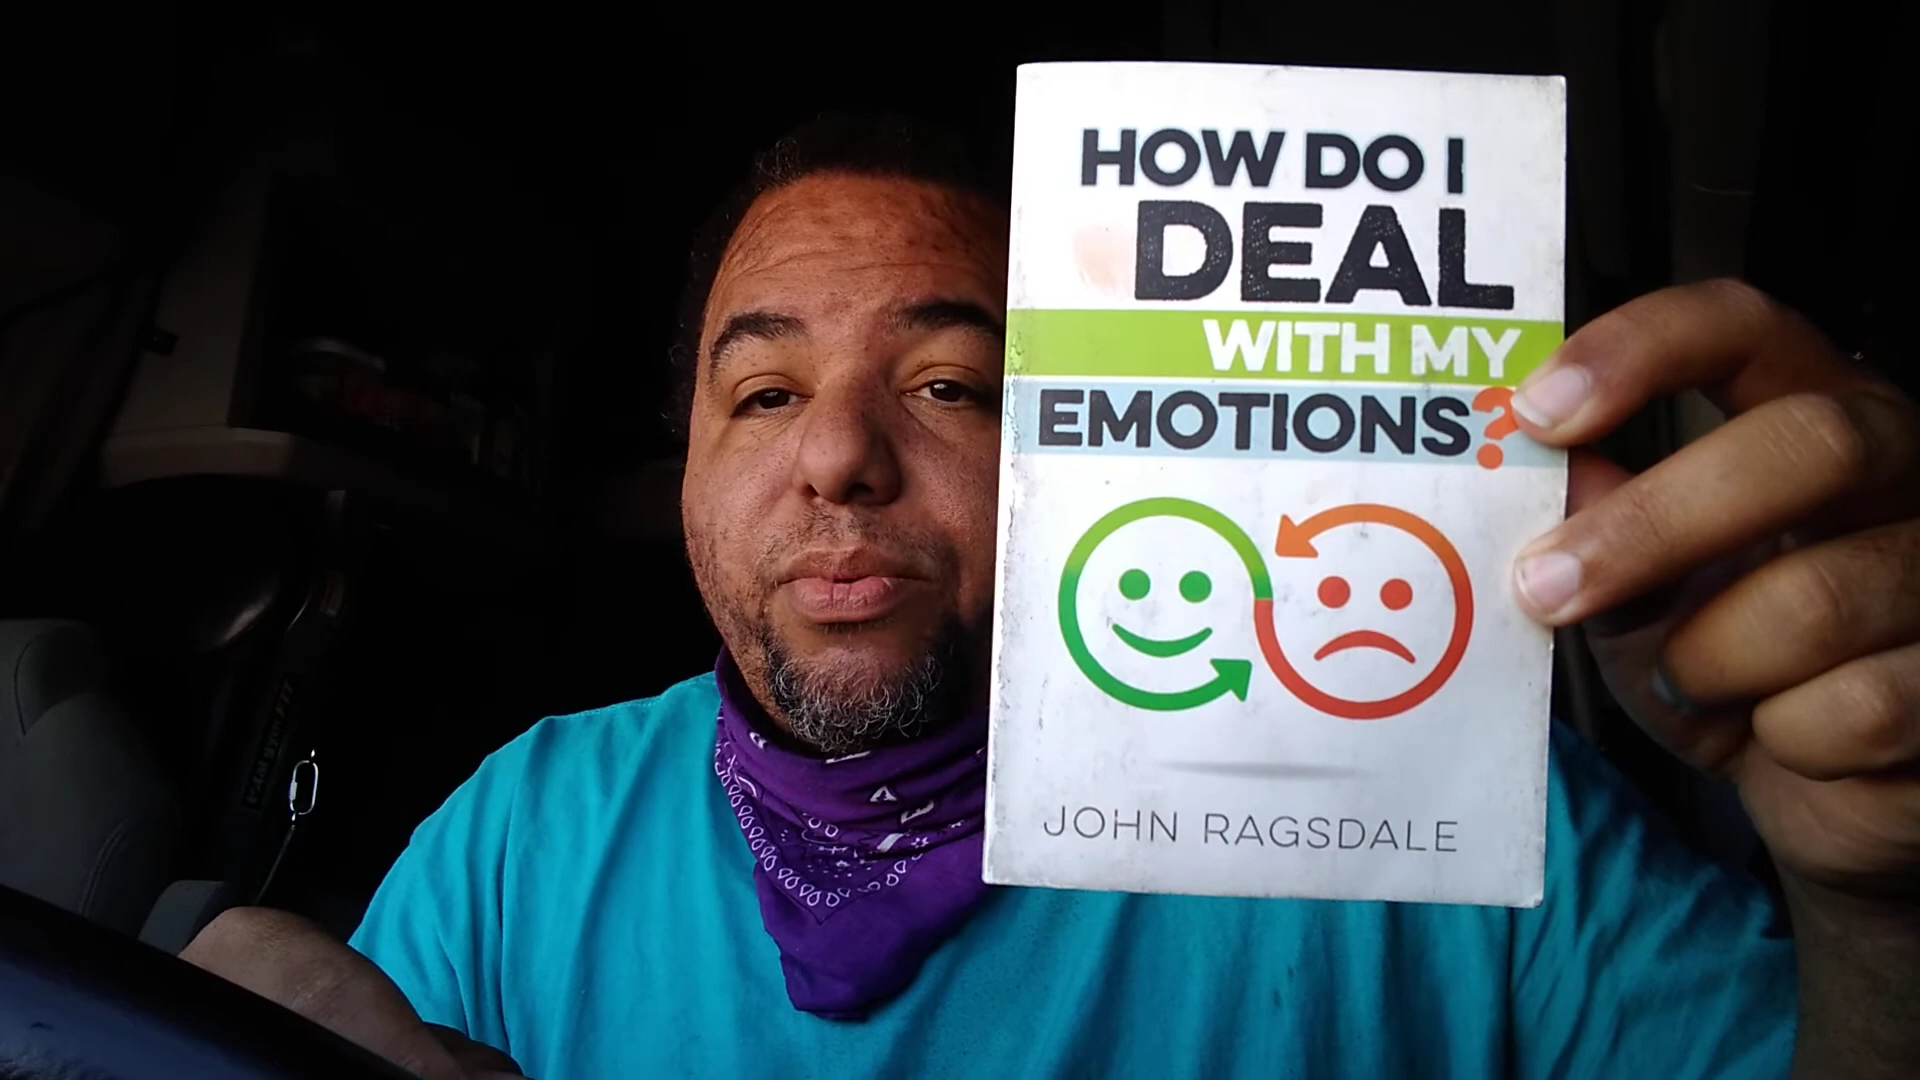 HOW DO I
DEAL
WITH MY
EMOTIONS?
JOHN RAGSDALE